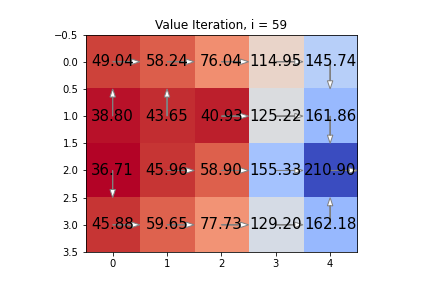 Value Iteration, i = 59
−0.5
0.0 49.04 58.24 76.04 114.95 145.74
0.5
1.0 38.80 43.65 40.93 125.22 161.86
1.5
2.0 36.71 45.96 58.90 155.33 210.90
2.5
3.0 45.88 59.65 77.73 129.20 162.18
3.5
0 1 2 3 4